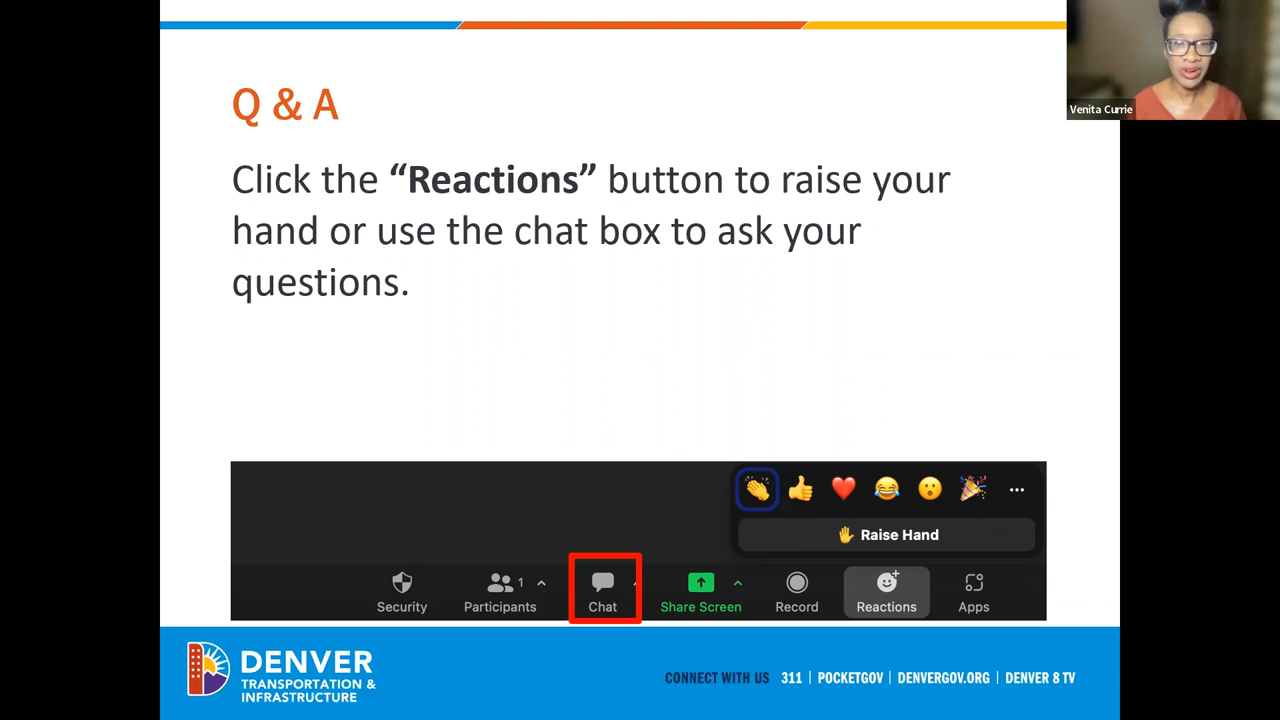 Venita Currie
Q & A
Click the “Reactions” button to raise your
hand or use the chat box to ask your
questions.
Raise Hand
1
Security
Participants
Chat
Share Screen
Record
Reactions
Apps
DENVER
TRANSPORTATION &
INFRASTRUCTURE
CONNECT WITH US 311 | POCKETGOV | DENVERGOV.ORG | DENVER 8 TV